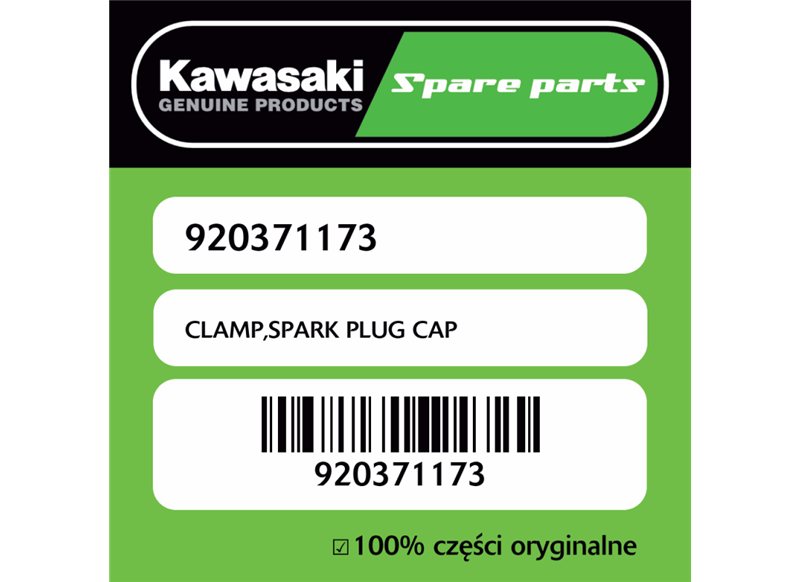 Kawasaki
GENUINE PRODUCTS
Spare parts
920371173
CLAMP,SPARK PLUG CAP
920371173
☑100% części oryginalne